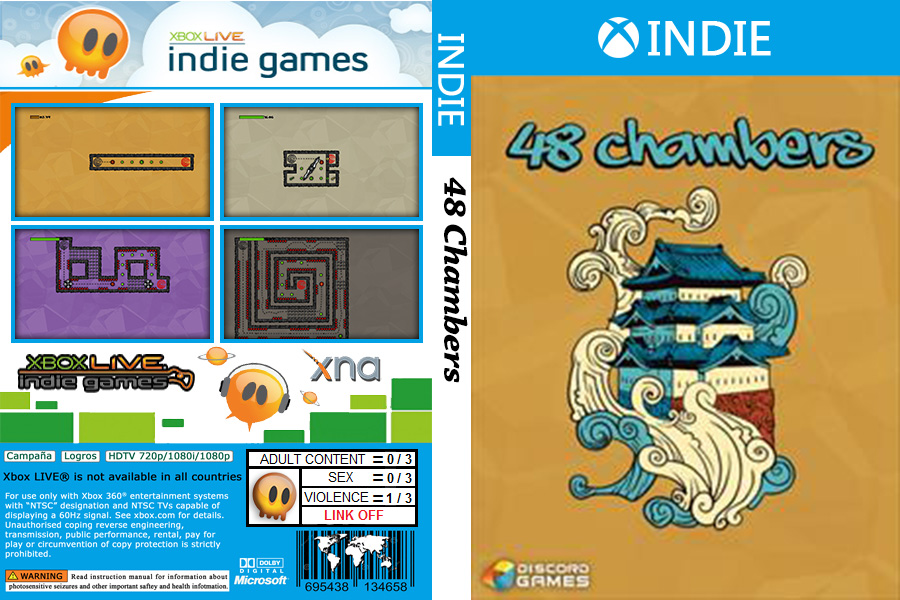 XBOX LIVE
indie games
XBOX LIVE.
indie games
xna
Campaña Logros HDTV 720p/1080i/1080p
Xbox LIVE® is not available in all countries
For use only with Xbox 360® entertainment systems
with “NTSC” designation and NTSC TVs capable of
displaying a 60Hz signal. See xbox.com for details.
Unauthorised coping reverse engineering,
transmission, public performance, rental, pay for
play or circumvention of copy protection is strictly
prohibited.
WARNING Read instruction manual for information about
photosensitive seizures and other important saftey and health infotmation.
ADULT CONTENT = 0 / 3
SEX = 0 / 3
VIOLENCE = 1 / 3
LINK OFF
DOLBY
DIGITAL
Microsoft
695438 134658
INDIE
48 Chambers
INDIE
48 chambers
DISCORD
GAMES